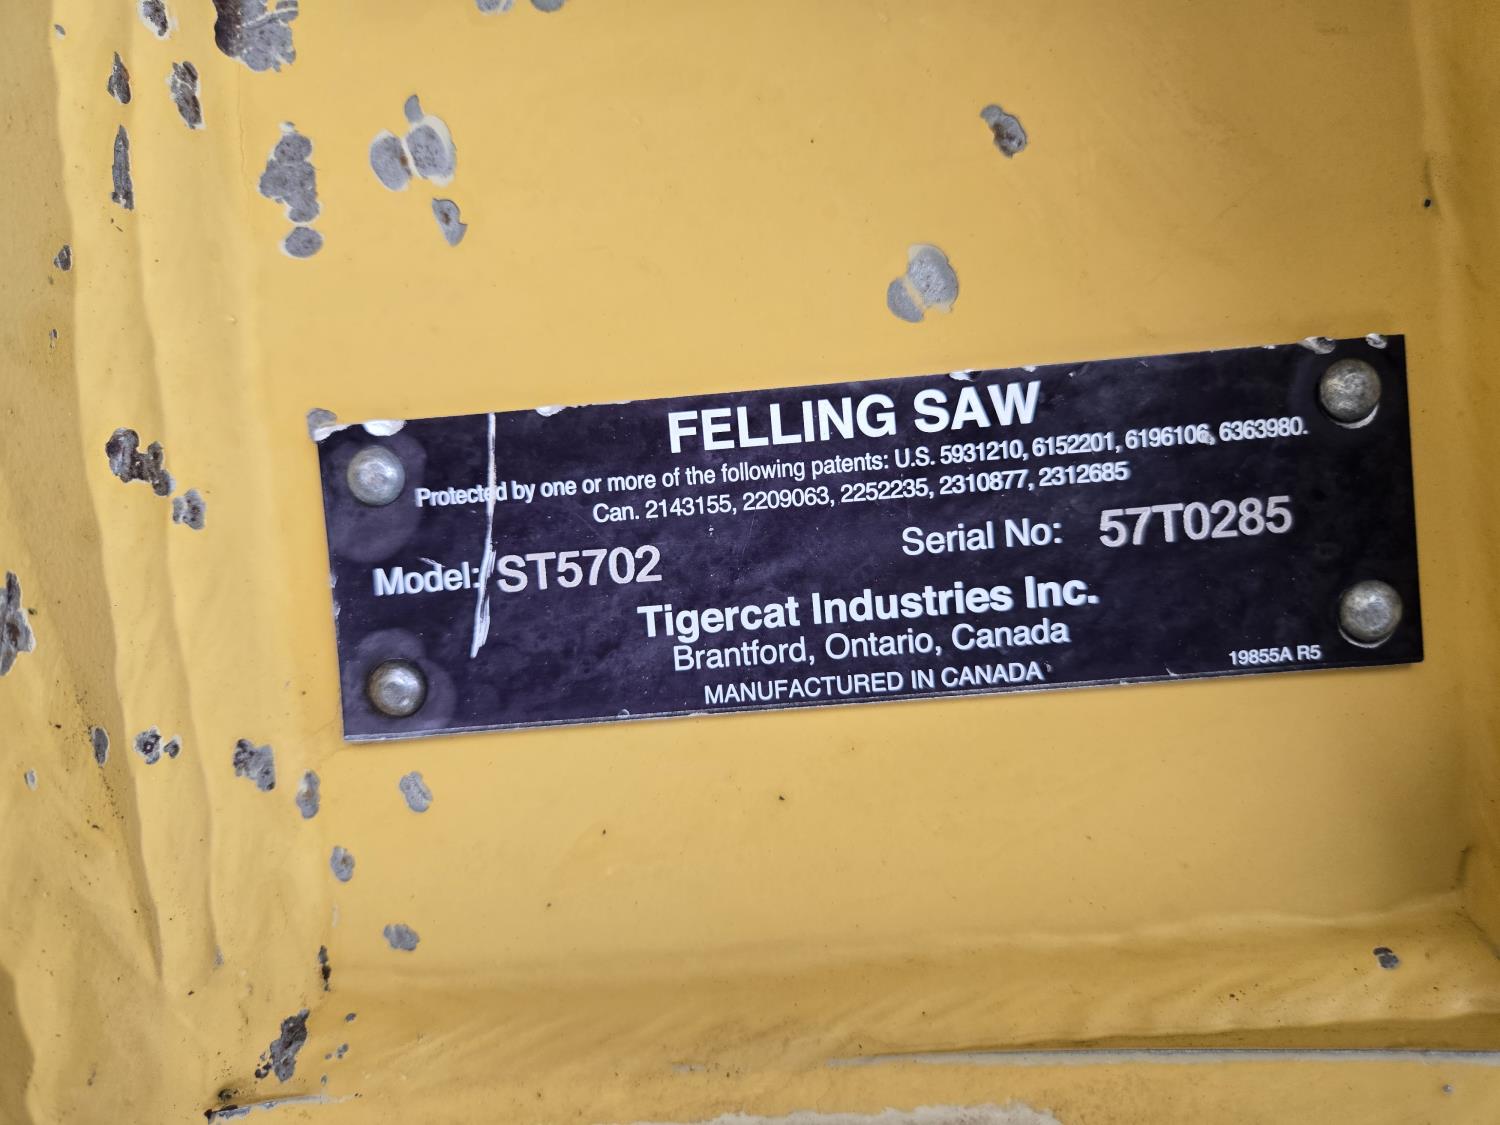 FELLING SAW
Protected by one or more of the following patents: U.S. 5931210, 6152201, 6196106, 6363980.
Can. 2143155, 2209063, 2252235, 2310877, 2312685
Model: ST5702 Serial No: 57T0285
Tigercat Industries Inc.
Brantford, Ontario, Canada
MANUFACTURED IN CANADA
19855A R5